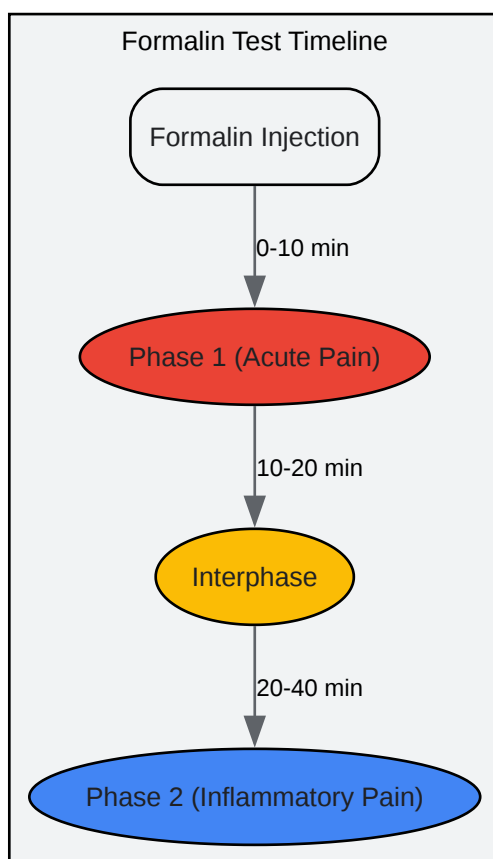 Formalin Test Timeline
Formalin Injection
0-10 min
Phase 1 (Acute Pain)
10-20 min
Interphase
20-40 min
Phase 2 (Inflammatory Pain)